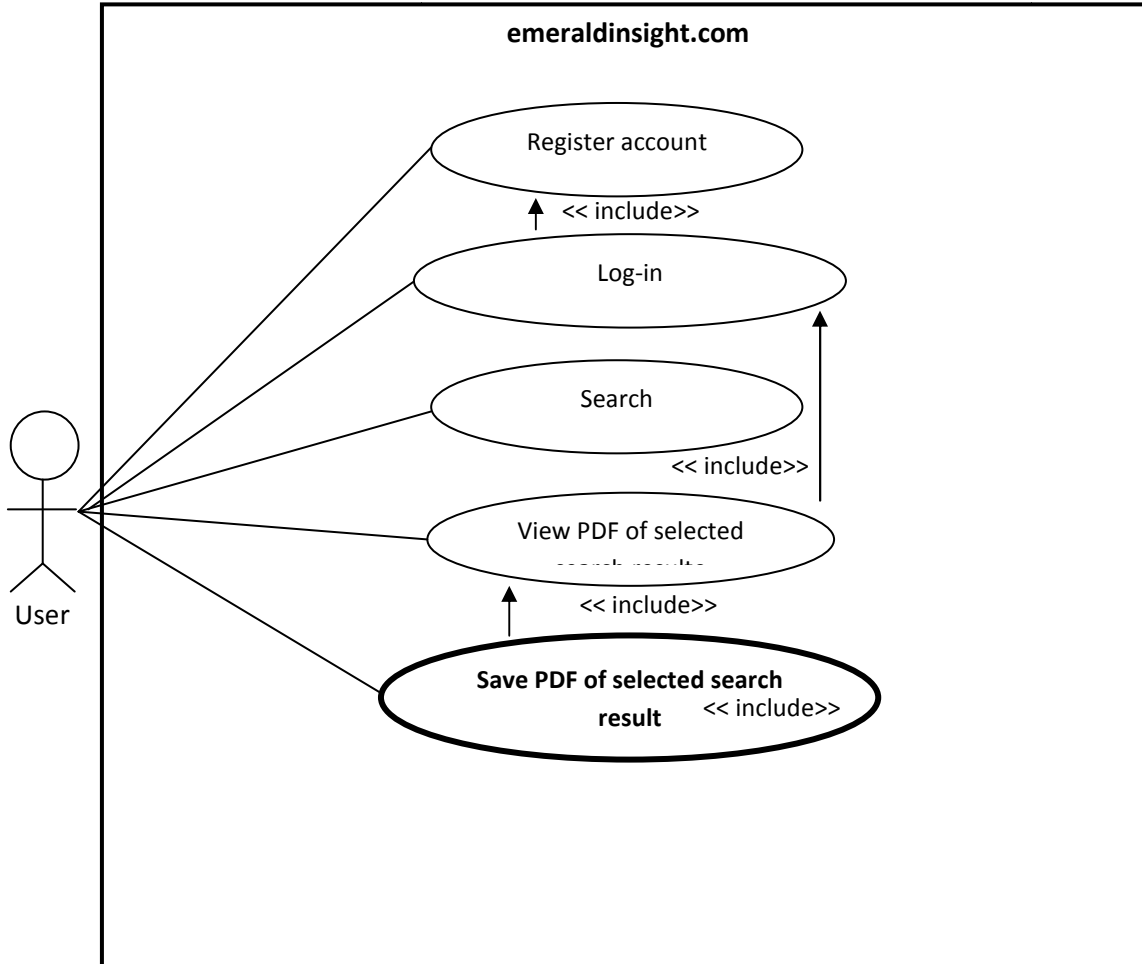 emeraldinsight.com
Register account
<< include>>
Log-in
Search
<< include>>
View PDF of selected
<< include>>
User
Save PDF of selected search
result << include>>